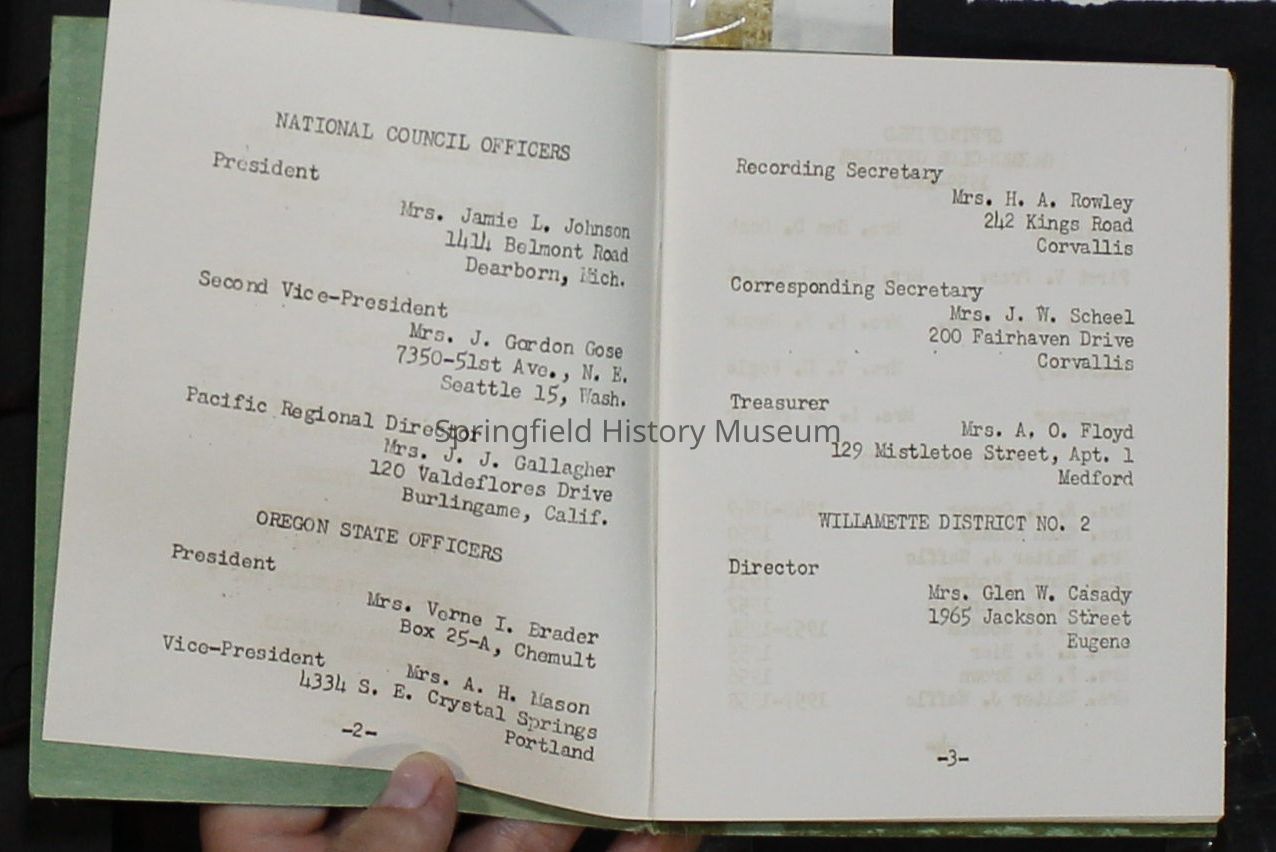 NATIONAL COUNCIL OFFICERS
President
Mrs. Jamie L. Johnson
1414 Belmont Road
Dearborn, Mich.
Second Vice-President
Mrs. J. Gordon Gose
7350-51st Ave., N. E.
Seattle 15, Wash.
Pacific Regional Director
Mrs. J. J. Gallagher
120 Valdeflores Drive
Burlingame, Calif.
OREGON STATE OFFICERS
President
Mrs. Verne I. Brader
Box 25-A, Chemult
Vice-President
Mrs. A. H. Mason
4334 S. E. Crystal Springs
Portland
-2-
Recording Secretary
Mrs. H. A. Rowley
242 Kings Road
Corvallis
Corresponding Secretary
Mrs. J. W. Scheel
200 Fairhaven Drive
Corvallis
Treasurer
Mrs. A. O. Floyd
129 Mistletoe Street, Apt. 1
Medford
WILLAMETTE DISTRICT NO. 2
Director
Mrs. Glen W. Casady
1965 Jackson Street
Eugene
-3-
Springfield History Museum